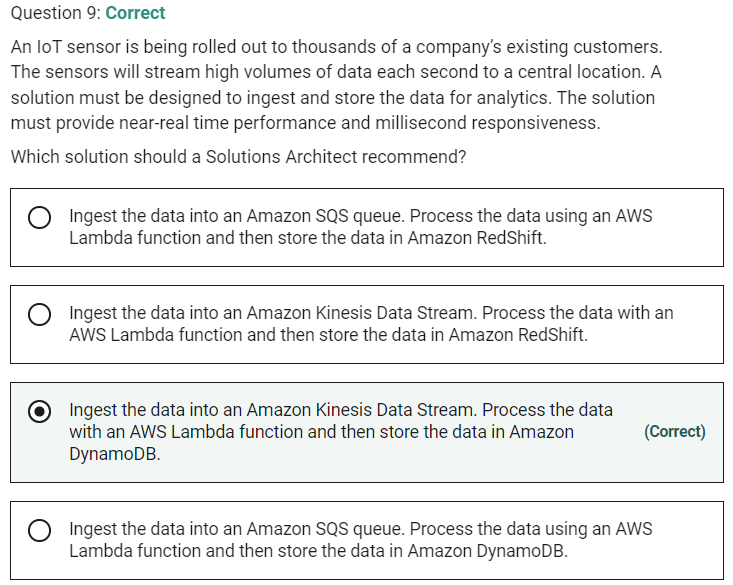 Question 9: Correct
An IoT sensor is being rolled out to thousands of a company's existing customers.
The sensors will stream high volumes of data each second to a central location. A
solution must be designed to ingest and store the data for analytics. The solution
must provide near-real time performance and millisecond responsiveness.
Which solution should a Solutions Architect recommend?
Ingest the data into an Amazon SQS queue. Process the data using an AWS
Lambda function and then store the data in Amazon RedShift.
Ingest the data into an Amazon Kinesis Data Stream. Process the data with an
AWS Lambda function and then store the data in Amazon RedShift.
Ingest the data into an Amazon Kinesis Data Stream. Process the data
with an AWS Lambda function and then store the data in Amazon
DynamoDB.
(Correct)
Ingest the data into an Amazon SQS queue. Process the data using an AWS
Lambda function and then store the data in Amazon DynamoDB.